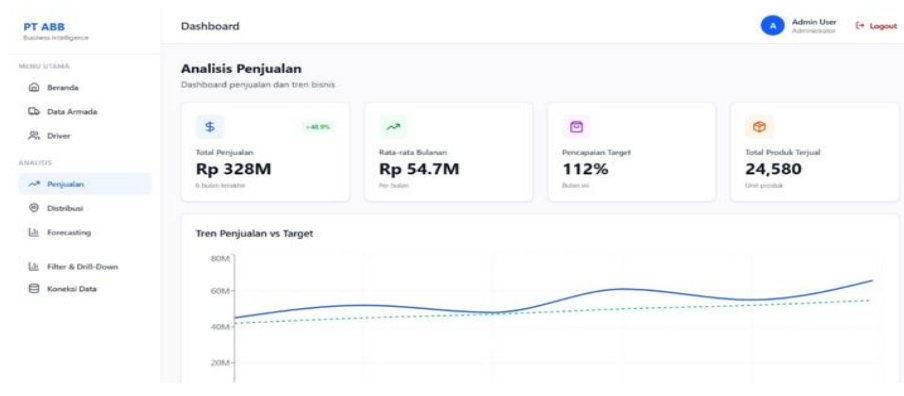 PT ABB
Business Intelligence
Dashboard
A
Admin User
Administrator
Logout
MENU UTAMA
Beranda
Data Armada
Driver
ANALISIS
Penjualan
Distribusi
Forecasting
Filter & Drill-Down
Koneksi Data
Analisis Penjualan
Dashboard penjualan dan tren bisnis
+48.9%
Total Penjualan
Rp 328M
6 bulan terakhir
Rata-rata Bulanan
Rp 54.7M
Per bulan
Pencapaian Target
112%
Bulan ini
Total Produk Terjual
24,580
Unit produk
Tren Penjualan vs Target
80M
60M
40M
20M